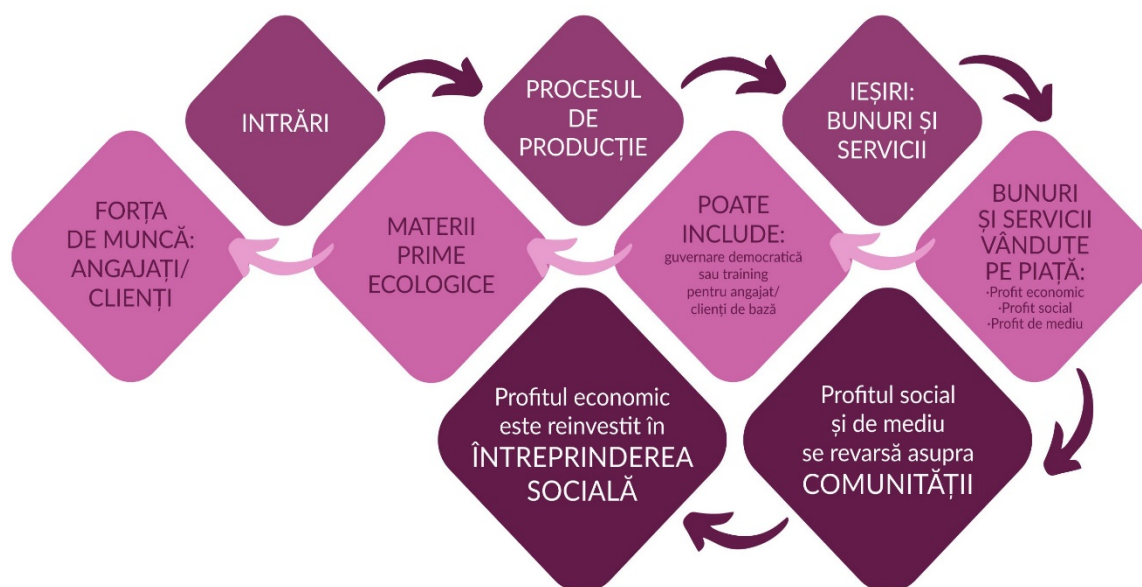 INTRĂRI
PROCESUL
DE
PRODUCȚIE
IEȘIRI:
BUNURI ȘI
SERVICII
FORȚA
DE MUNCĂ:
ANGAJAȚI/
CLIENȚI
MATERII
PRIME
ECOLOGICE
POATE
INCLUDE:
guvernare democratică
sau training
pentru angajat/
clienți de bază
BUNURI
ȘI SERVICII
VÂNDUTE
PE PIAȚĂ:
·Profit economic
·Profit social
·Profit de mediu
Profitul economic
este reinvestit în
ÎNTREPRINDEREA
SOCIALĂ
Profitul social
și de mediu
se revarsă asupra
COMUNITĂȚII